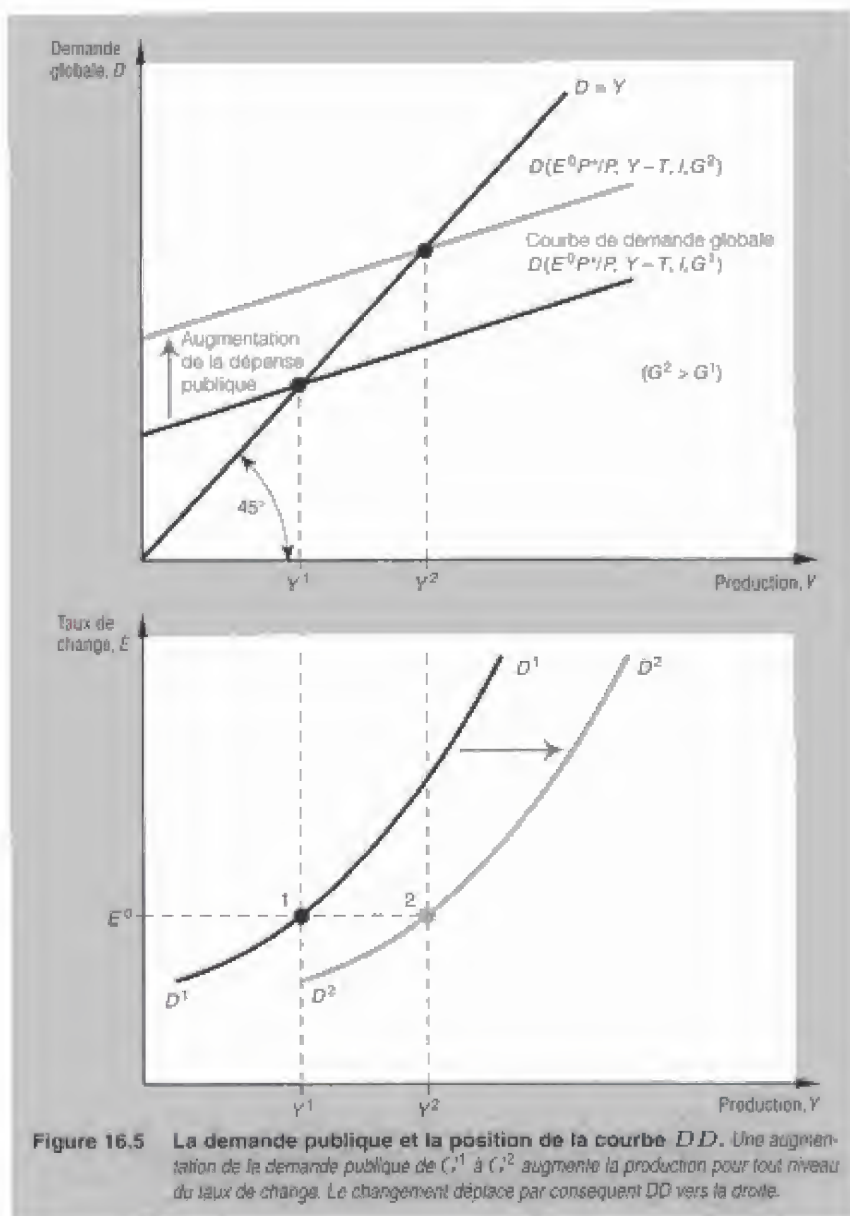 Demande
globale, D
D = Y
D(E⁰P*/P, Y – T, I, G²)
Courbe de demande globale
D(E⁰P*/P, Y – T, I, G¹)
Augmentation
de la dépense
publique
(G² > G¹)
45°
Y¹
Y²
Production, Y
Taux de
change, E
D¹
D²
1
2
E⁰
D¹
D²
Y¹
Y²
Production, Y
Figure 16.5 La demande publique et la position de la courbe DD. Une augmen-
tation de la demande publique de G¹ à G² augmente la production pour tout niveau
du taux de change. Le changement déplace par consequent DD vers la droite.